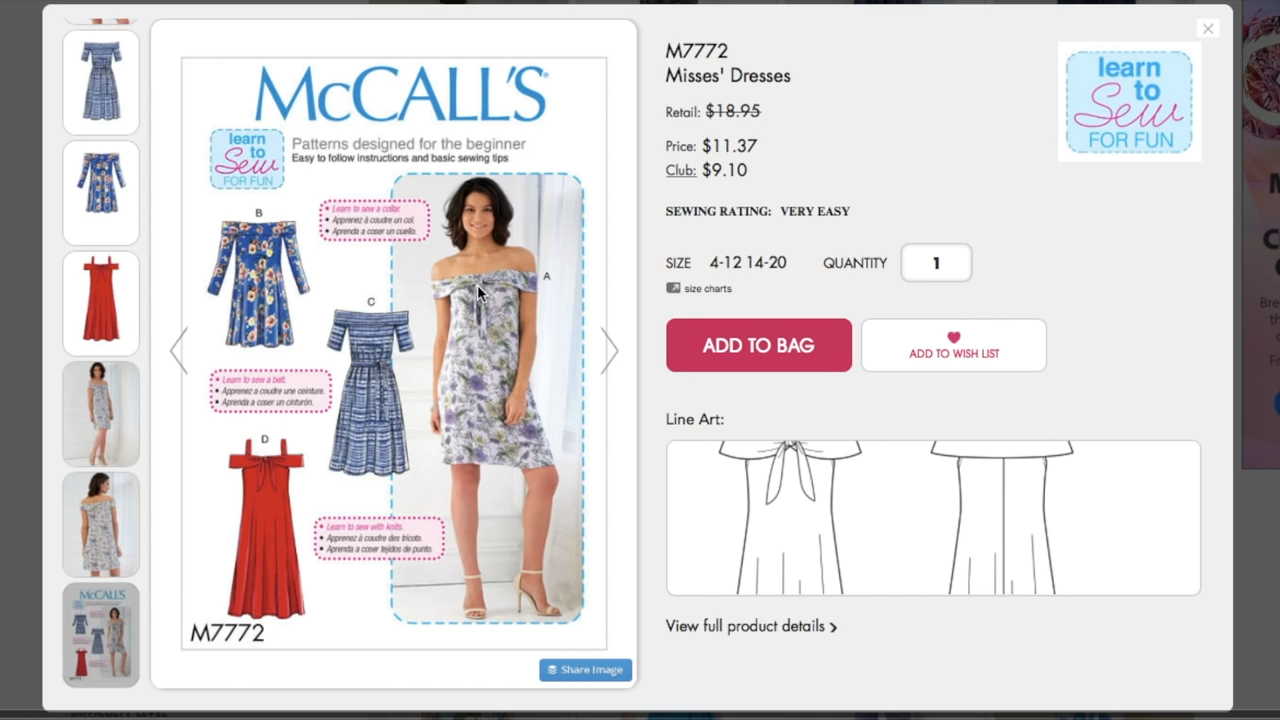 McCALL'S®
learn
to
Sew
FOR FUN
Patterns designed for the beginner
Easy to follow instructions and basic sewing tips
B
• Learn to sew a collar.
• Apprenez à coudre un col.
• Aprenda a coser un cuello.
A
C
• Learn to sew a belt.
• Apprenez a coudre une ceinture.
• Aprenda a coser un cinturón.
D
• Learn to sew with knits.
• Apprenez à coudre des tricots.
• Aprenda a coser tejidos de punto.
M7772
Share Image
McCALL'S
M7772
Misses' Dresses
Retail: $18.95
Price: $11.37
Club: $9.10
SEWING RATING: VERY EASY
SIZE 4-12 14-20 QUANTITY 1
size charts
ADD TO BAG
ADD TO WISH LIST
Line Art:
View full product details
learn
to
Sew
FOR FUN